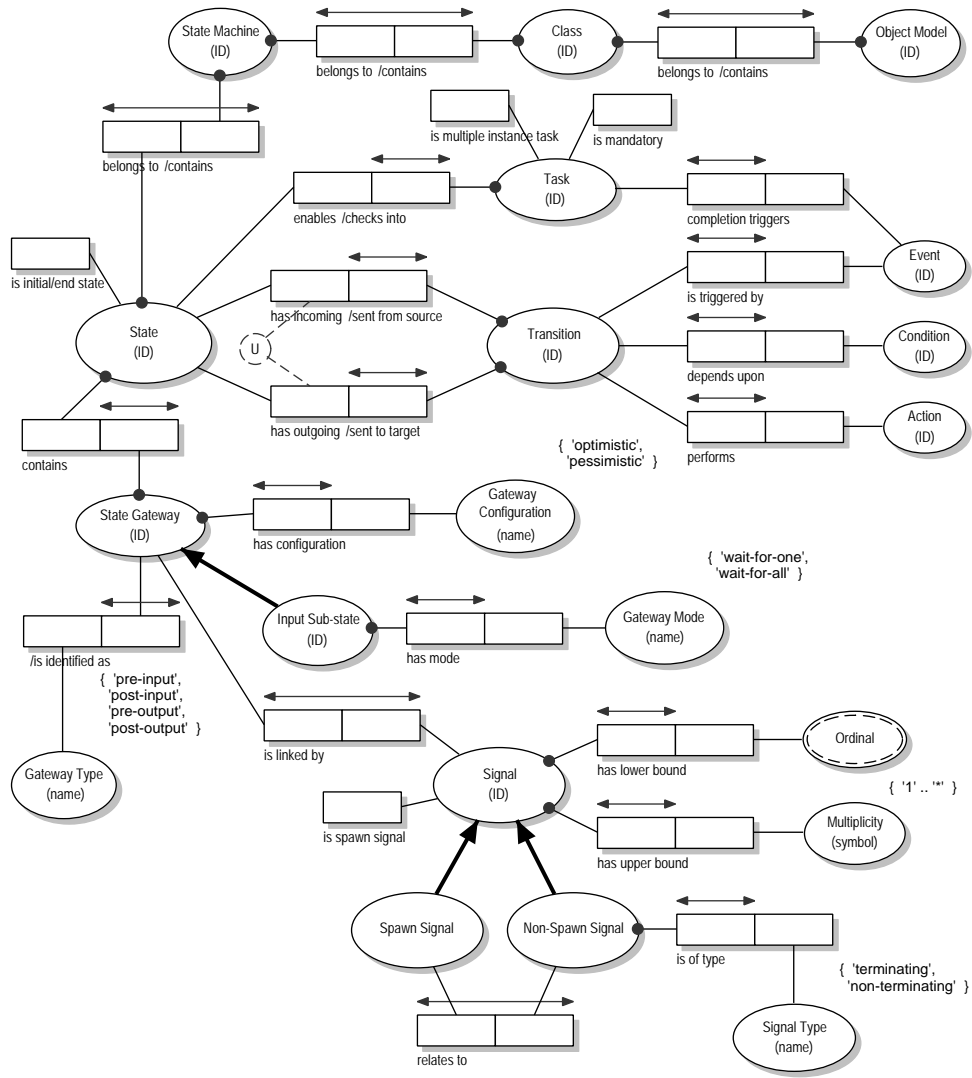 State Machine
(ID)
belongs to /contains
Class
(ID)
belongs to /contains
Object Model
(ID)
belongs to /contains
is multiple instance task
is mandatory
enables /checks into
Task
(ID)
completion triggers
is initial/end state
Event
(ID)
is triggered by
has incoming /sent from source
State
(ID)
U
Transition
(ID)
Condition
(ID)
depends upon
has outgoing /sent to target
Action
(ID)
performs
{ 'optimistic',
'pessimistic' }
contains
State Gateway
(ID)
has configuration
Gateway
Configuration
(name)
{ 'wait-for-one',
'wait-for-all' }
Input Sub-state
(ID)
has mode
Gateway Mode
(name)
/is identified as
{ 'pre-input',
'post-input',
'pre-output',
'post-output' }
is linked by
Gateway Type
(name)
Signal
(ID)
has lower bound
Ordinal
{ '1' .. '*' }
is spawn signal
has upper bound
Multiplicity
(symbol)
Spawn Signal
Non-Spawn Signal
is of type
{ 'terminating',
'non-terminating' }
relates to
Signal Type
(name)